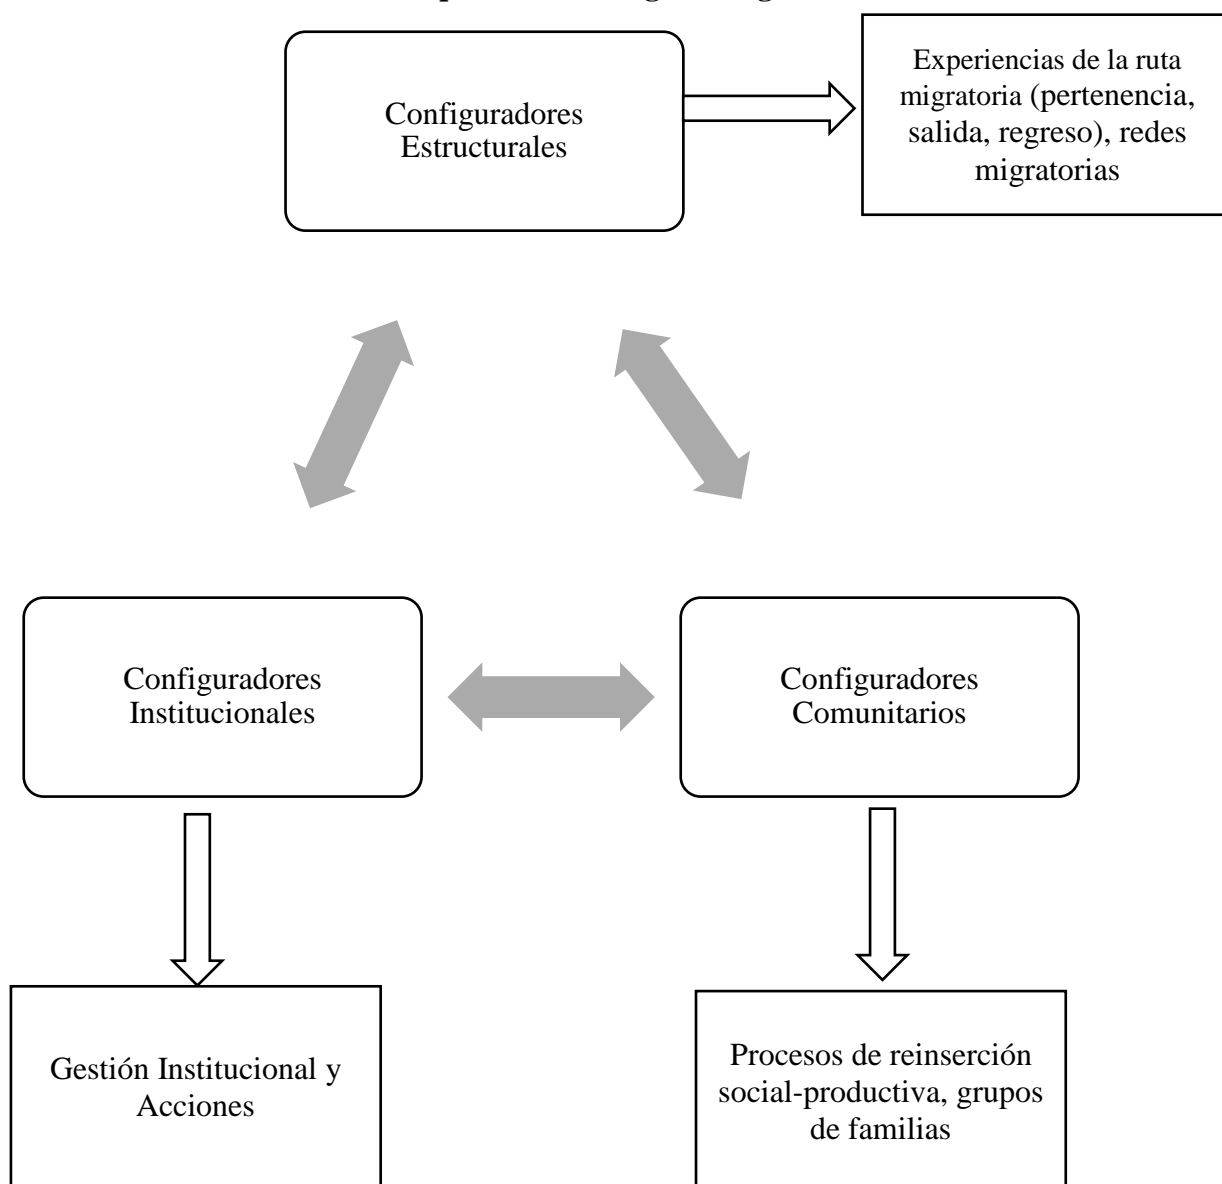 Configuradores
Estructurales
Experiencias de la ruta
migratoria (pertenencia,
salida, regreso), redes
migratorias
Configuradores
Institucionales
Configuradores
Comunitarios
Gestión Institucional y
Acciones
Procesos de reinserción
social-productiva, grupos
de familias